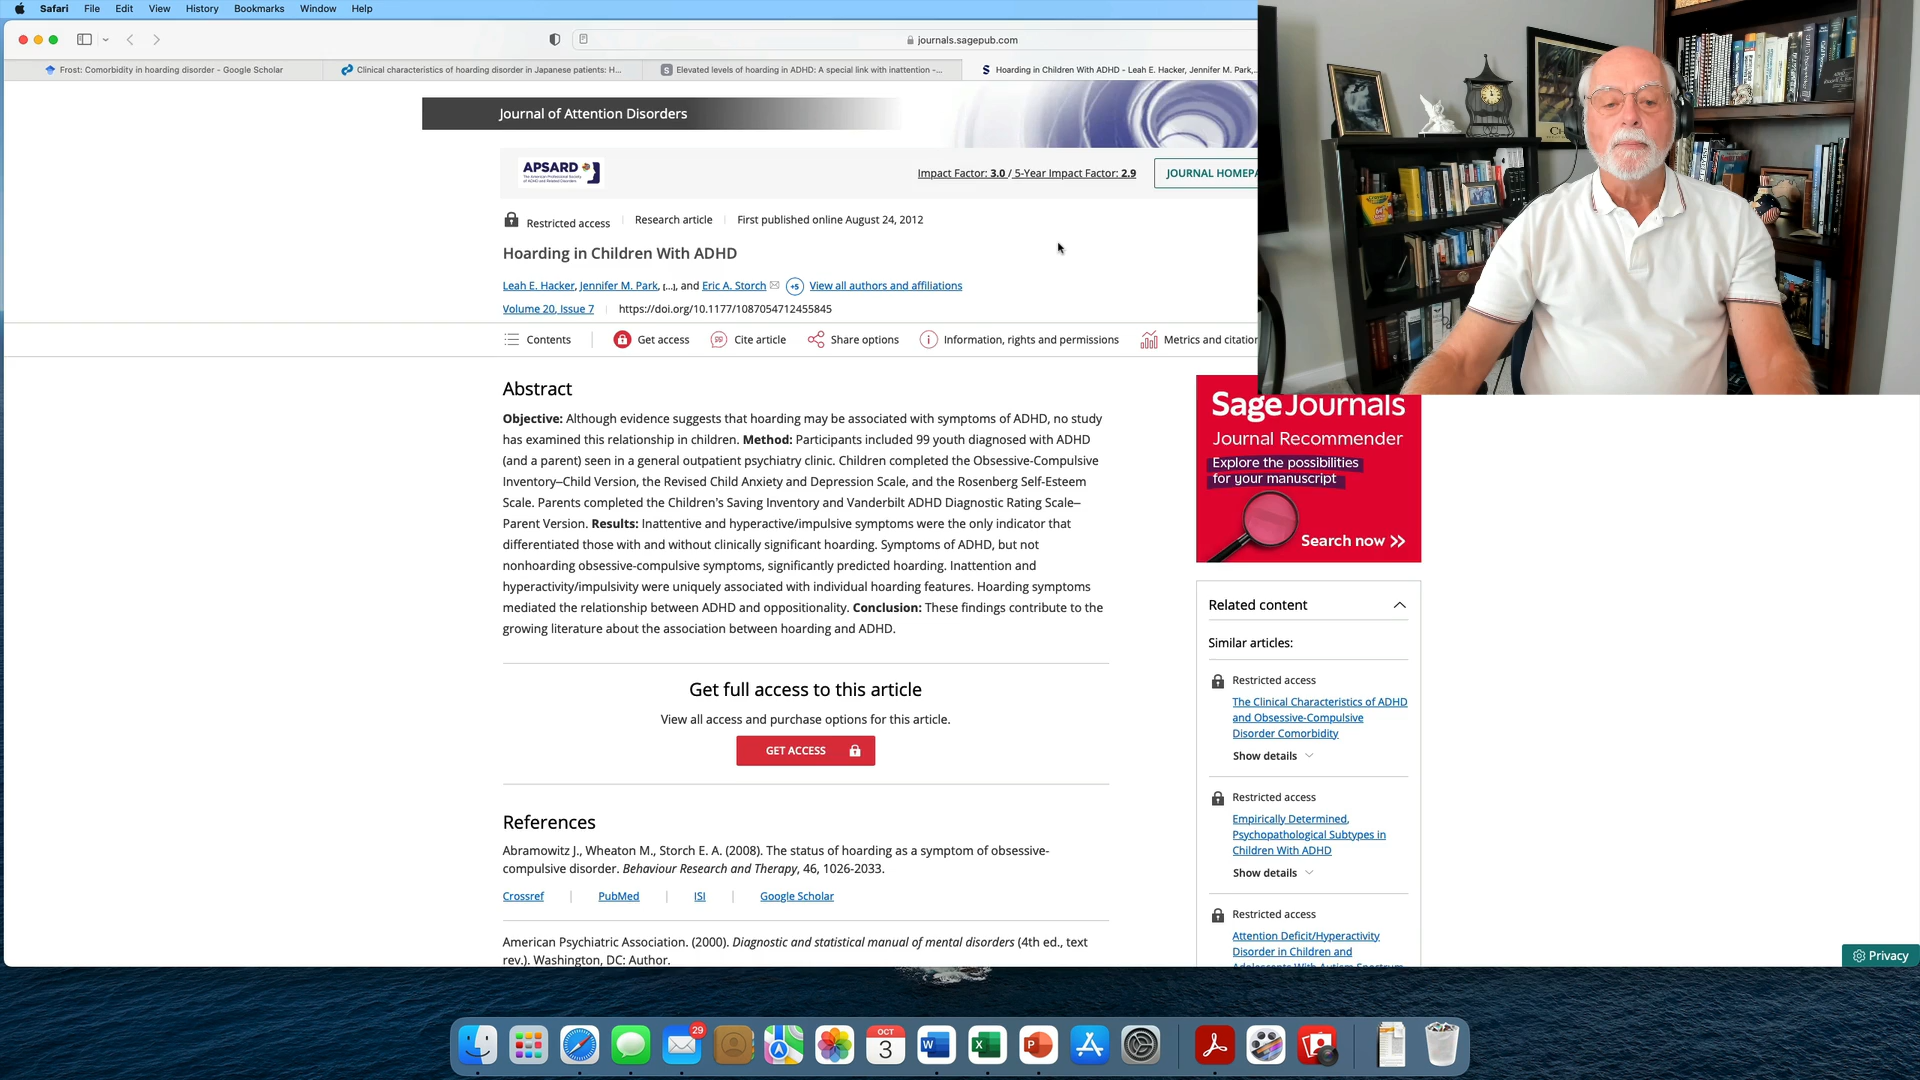 Safari File Edit View History Bookmarks Window Help
journals.sagepub.com
Frost: Comorbidity in hoarding disorder - Google Scholar
Clinical characteristics of hoarding disorder in Japanese patients: H...
Elevated levels of hoarding in ADHD: A special link with inattention -...
Hoarding in Children With ADHD - Leah E. Hacker, Jennifer M. Park,...
Journal of Attention Disorders
APSARD
Impact Factor: 3.0 / 5-Year Impact Factor: 2.9
JOURNAL HOMEPA
Restricted access
Research article
First published online August 24, 2012
Hoarding in Children With ADHD
Leah E. Hacker, Jennifer M. Park, [...], and Eric A. Storch +5 View all authors and affiliations
Volume 20, Issue 7
https://doi.org/10.1177/1087054712455845
Contents
Get access
Cite article
Share options
Information, rights and permissions
Metrics and citation
Abstract
Objective: Although evidence suggests that hoarding may be associated with symptoms of ADHD, no study
has examined this relationship in children. Method: Participants included 99 youth diagnosed with ADHD
(and a parent) seen in a general outpatient psychiatry clinic. Children completed the Obsessive-Compulsive
Inventory–Child Version, the Revised Child Anxiety and Depression Scale, and the Rosenberg Self-Esteem
Scale. Parents completed the Children's Saving Inventory and Vanderbilt ADHD Diagnostic Rating Scale–
Parent Version. Results: Inattentive and hyperactive/impulsive symptoms were the only indicator that
differentiated those with and without clinically significant hoarding. Symptoms of ADHD, but not
nonhoarding obsessive-compulsive symptoms, significantly predicted hoarding. Inattention and
hyperactivity/impulsivity were uniquely associated with individual hoarding features. Hoarding symptoms
mediated the relationship between ADHD and oppositionality. Conclusion: These findings contribute to the
growing literature about the association between hoarding and ADHD.
Get full access to this article
View all access and purchase options for this article.
GET ACCESS
References
Abramowitz J., Wheaton M., Storch E. A. (2008). The status of hoarding as a symptom of obsessive-
compulsive disorder. Behaviour Research and Therapy, 46, 1026-2033.
Crossref
PubMed
ISI
Google Scholar
American Psychiatric Association. (2000). Diagnostic and statistical manual of mental disorders (4th ed., text
rev.). Washington, DC: Author.
Sage Journals
Journal Recommender
Explore the possibilities
for your manuscript
Search now
Related content
Similar articles:
Restricted access
The Clinical Characteristics of ADHD
and Obsessive-Compulsive
Disorder Comorbidity
Show details
Restricted access
Empirically Determined,
Psychopathological Subtypes in
Children With ADHD
Show details
Restricted access
Attention Deficit/Hyperactivity
Disorder in Children and
Adolescents With Autism Spectrum
Privacy
29
OCT
3
W
X
P